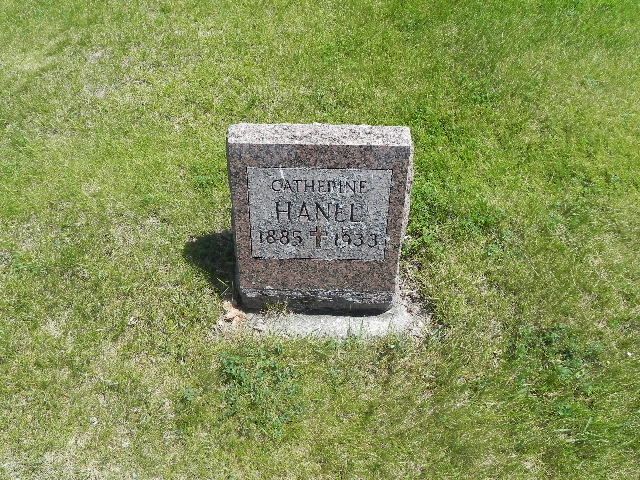 CATHERINE
HANEL
1885 ✝ 1933